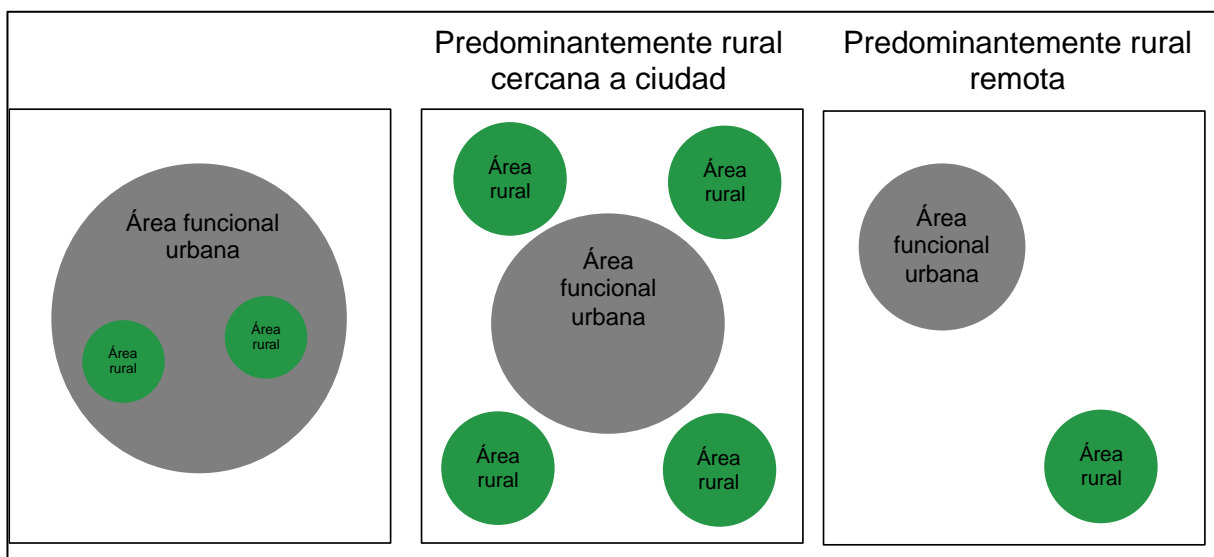 Predominantemente rural
cercana a ciudad
Predominantemente rural
remota
Área funcional
urbana
Área
rural
Área
rural
Área
rural
Área
rural
Área
funcional
urbana
Área
rural
Área
rural
Área
funcional
urbana
Área
rural